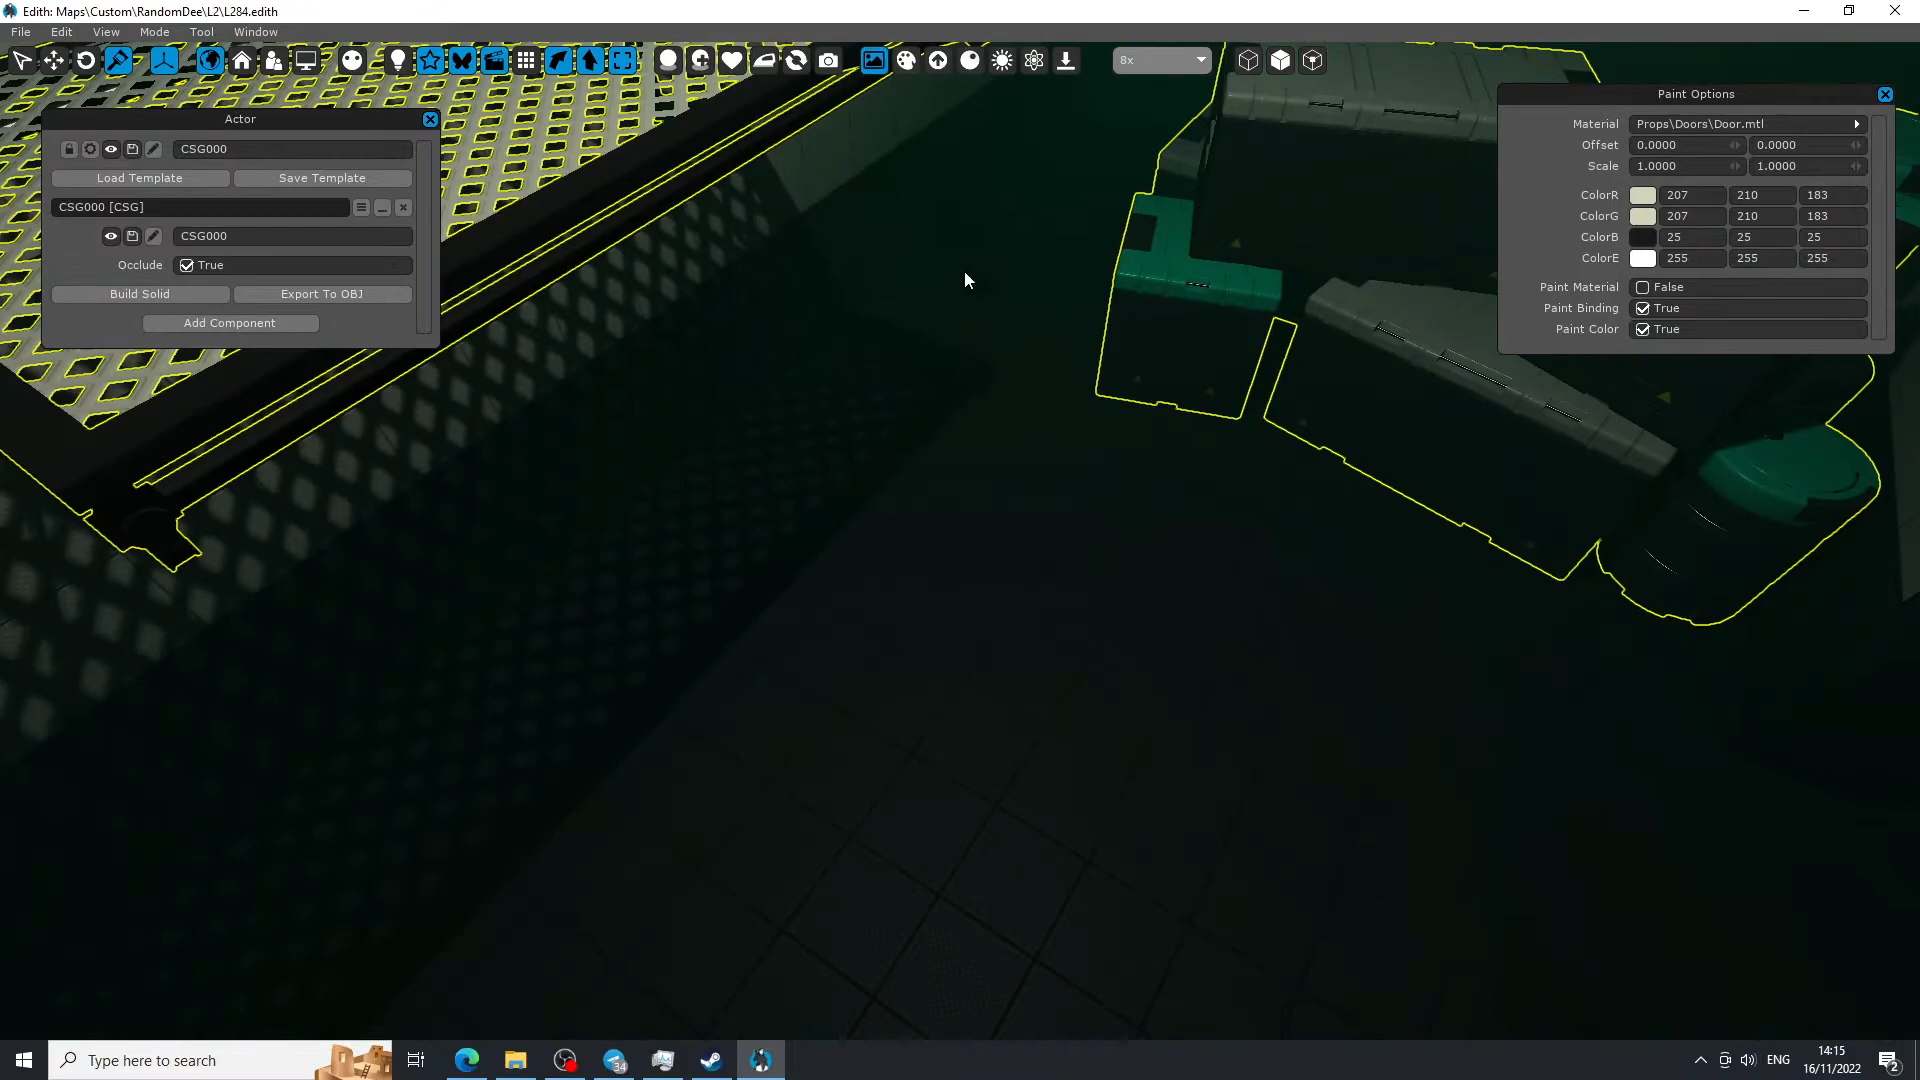 Edith: Maps\Custom\RandomDee\L2\L284.edith
File Edit View Mode Tool Window
8x
Actor
CSG000
Load Template Save Template
CSG000 [CSG]
CSG000
Occlude True
Build Solid Export To OBJ
Add Component
Paint Options
Material Props\Doors\Door.mtl
Offset 0.0000 0.0000
Scale 1.0000 1.0000
ColorR 207 210 183
ColorG 207 210 183
ColorB 25 25 25
ColorE 255 255 255
Paint Material False
Paint Binding True
Paint Color True
Type here to search
34
ENG
14:15
16/11/2022
2